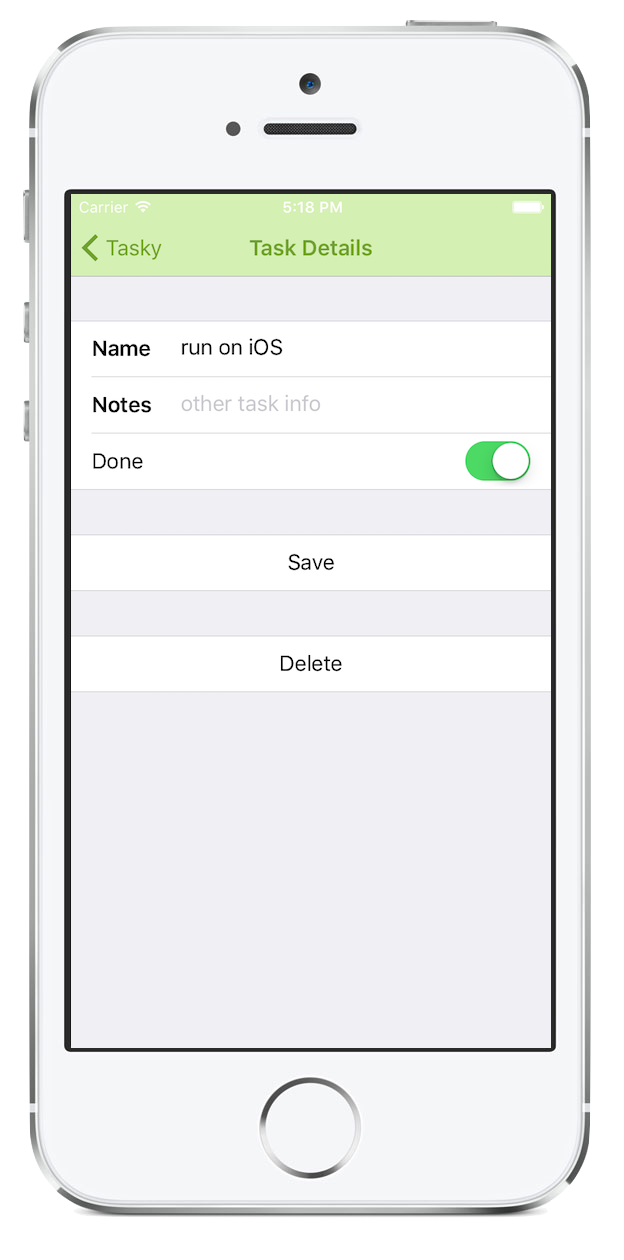 Carrier 5:18 PM
Tasky Task Details
Name run on iOS
Notes other task info
Done
Save
Delete